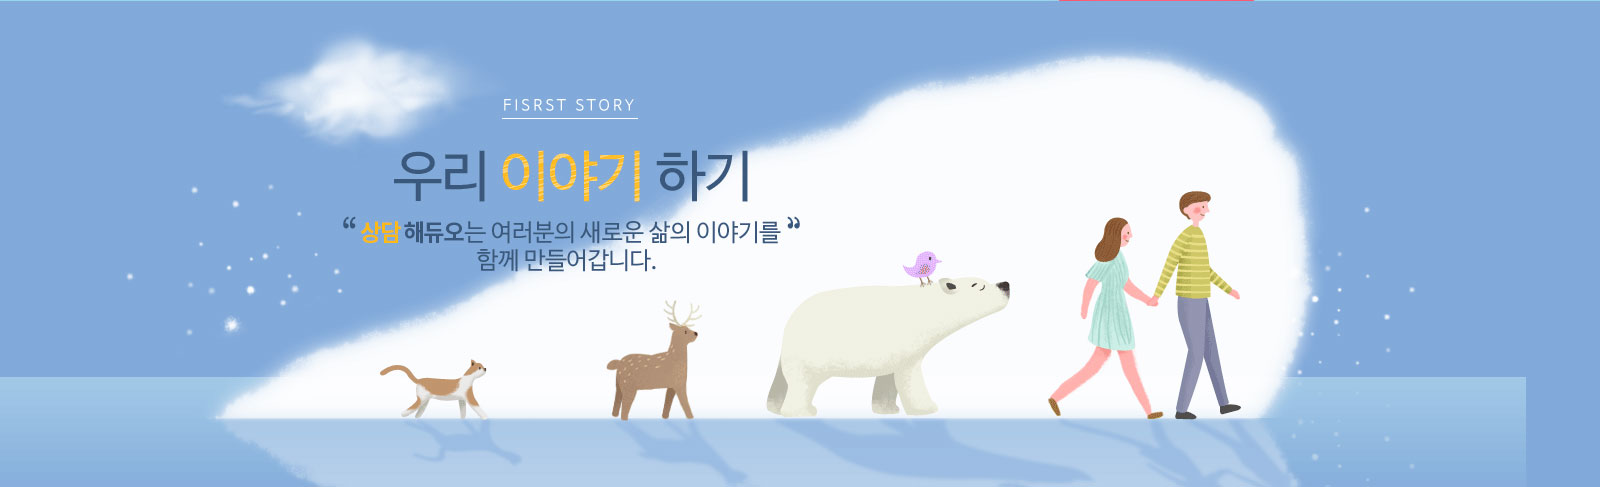 FISRST STORY
우리 이야기 하기
“ 상담 해듀오는 여러분의 새로운 삶의 이야기를 ”
함께 만들어갑니다.